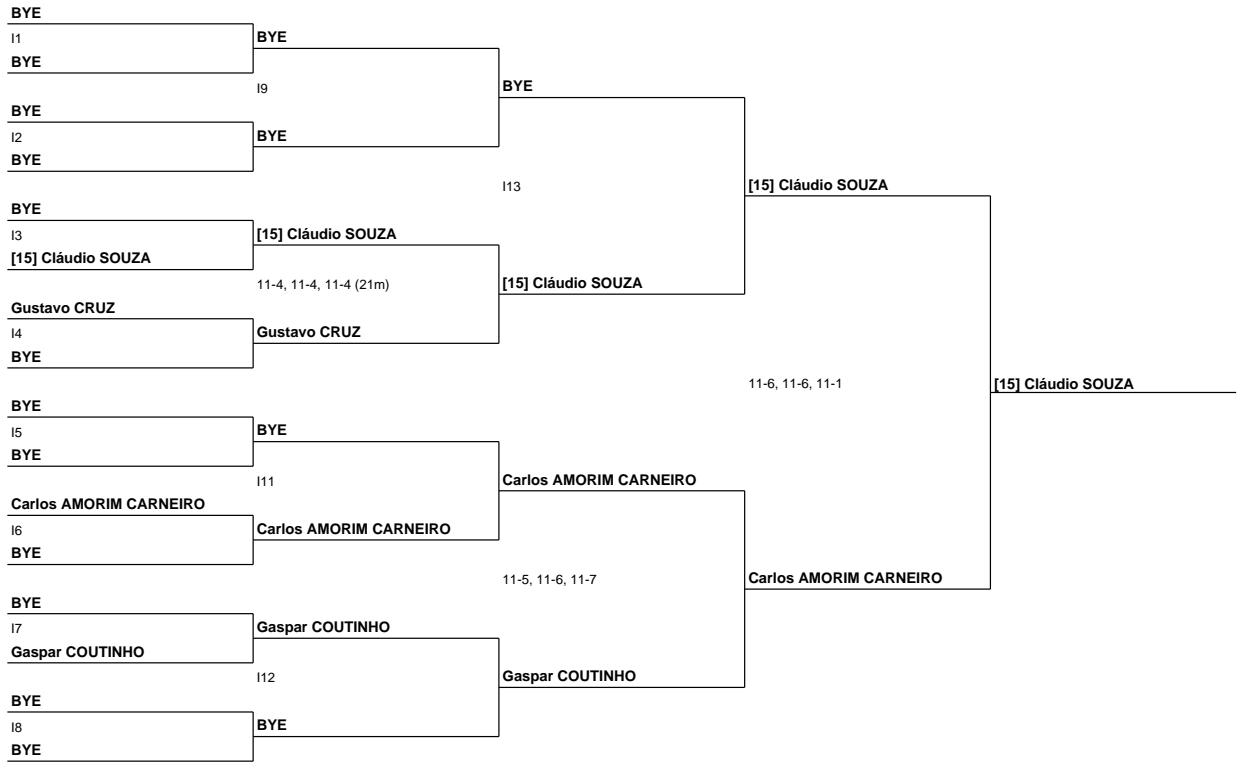 BYE
I1
BYE
BYE
I9
BYE
BYE
I2
BYE
BYE
I13
[15] Cláudio SOUZA
BYE
I3
[15] Cláudio SOUZA
[15] Cláudio SOUZA
11-4, 11-4, 11-4 (21m)
[15] Cláudio SOUZA
Gustavo CRUZ
I4
Gustavo CRUZ
BYE
11-6, 11-6, 11-1
[15] Cláudio SOUZA
BYE
I5
BYE
BYE
I11
Carlos AMORIM CARNEIRO
Carlos AMORIM CARNEIRO
I6
Carlos AMORIM CARNEIRO
BYE
11-5, 11-6, 11-7
Carlos AMORIM CARNEIRO
BYE
I7
Gaspar COUTINHO
Gaspar COUTINHO
I12
Gaspar COUTINHO
BYE
I8
BYE
BYE